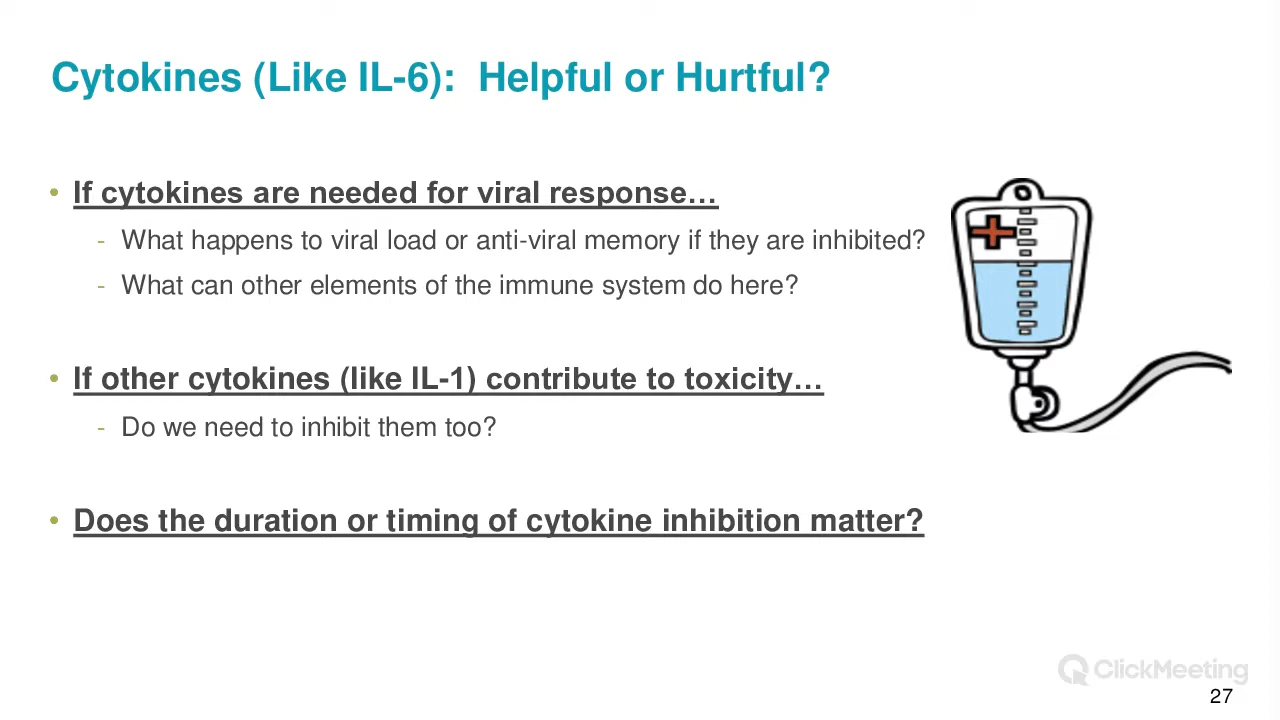 Cytokines (Like IL-6):  Helpful or Hurtful?
• If cytokines are needed for viral response…
- What happens to viral load or anti-viral memory if they are inhibited?
- What can other elements of the immune system do here?
• If other cytokines (like IL-1) contribute to toxicity…
- Do we need to inhibit them too?
• Does the duration or timing of cytokine inhibition matter?
ClickMeeting
27